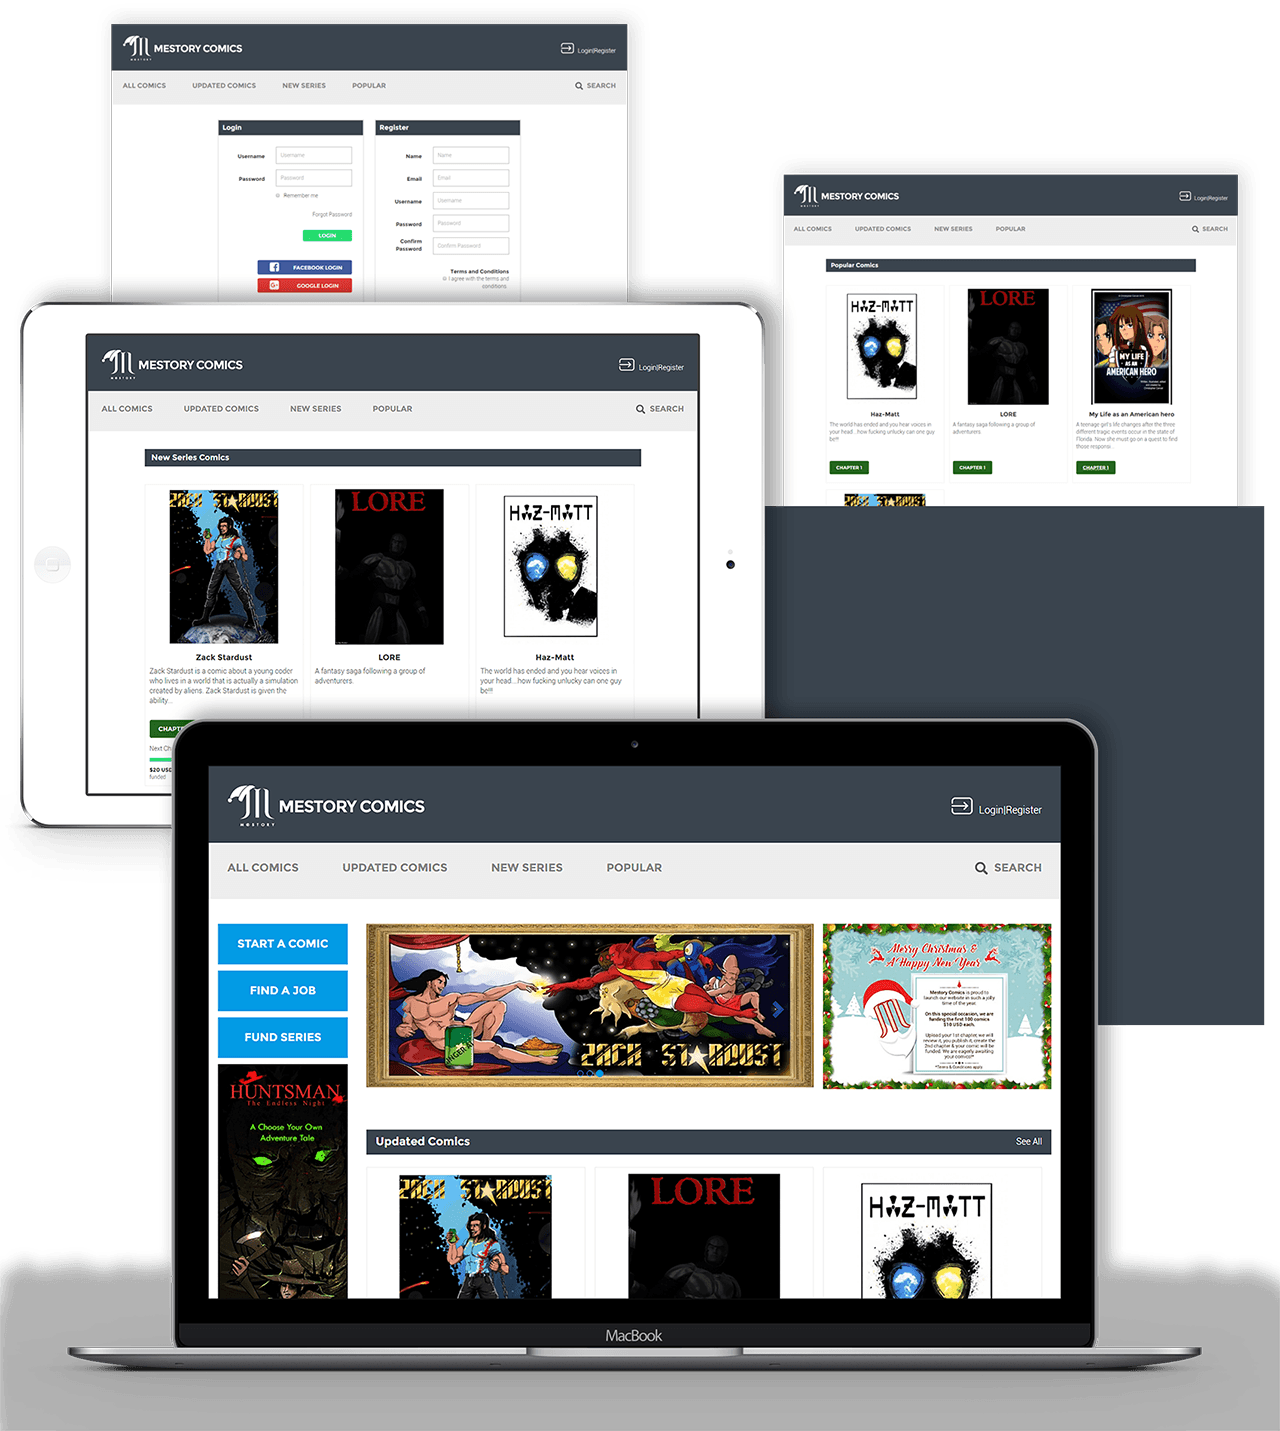 MESTORY COMICS
Login|Register
MESTORY
ALL COMICS
UPDATED COMICS
NEW SERIES
POPULAR
SEARCH
Login
Username
Username
Password
Password
Remember me
Forgot Password
LOGIN
FACEBOOK LOGIN
G+
GOOGLE LOGIN
Register
Name
Name
Email
Email
Username
Username
Password
Password
Confirm
Password
Confirm Password
Terms and Conditions
I agree with the terms and
conditions.
MESTORY COMICS
Login|Register
MESTORY
ALL COMICS
UPDATED COMICS
NEW SERIES
POPULAR
SEARCH
Popular Comics
HAZ-MATT
Haz-Matt
The world has ended and you hear voices in
your head...how fucking unlucky can one guy
be!!!
CHAPTER 1
LORE
LORE
A fantasy saga following a group of
adventurers.
CHAPTER 1
MY LIFE
AS AN
AMERICAN HERO
My Life as an American hero
A teenage girl's life changes after the three
different tragic events occur in the state of
Florida. Now she must go on a quest to find
those responsi...
CHAPTER 1
ZACK STARDUST
MESTORY COMICS
Login|Register
MESTORY
ALL COMICS
UPDATED COMICS
NEW SERIES
POPULAR
SEARCH
New Series Comics
ZACK STARDUST
Zack Stardust
Zack Stardust is a comic about a young coder
who lives in a world that is actually a simulation
created by aliens. Zack Stardust is given the
ability...
CHAPTE
Next Ch
$20 USD
funded
LORE
LORE
A fantasy saga following a group of
adventurers.
HAZ-MATT
Haz-Matt
The world has ended and you hear voices in
your head...how fucking unlucky can one guy
be!!!
MESTORY COMICS
Login|Register
MESTORY
ALL COMICS
UPDATED COMICS
NEW SERIES
POPULAR
SEARCH
START A COMIC
FIND A JOB
FUND SERIES
HUNTSMAN
The Endless Night
A Choose Your Own
Adventure Tale
GINGER
ZACK STARDUST
Merry Christmas &
A Happy New Year
Mestory Comics is proud to
launch our website in such a jolly
time of the year.
On this special occasion, we are
funding the first 100 comics
$10 USD each.
Upload your 1st chapter, we will
review it, you publish it, create the
2nd chapter & your comic will be
funded. We are eagerly awaiting
your comics!*
*Terms & Conditions apply
Updated Comics
See All
ZACK STARDUST
LORE
HAZ-MATT
MacBook